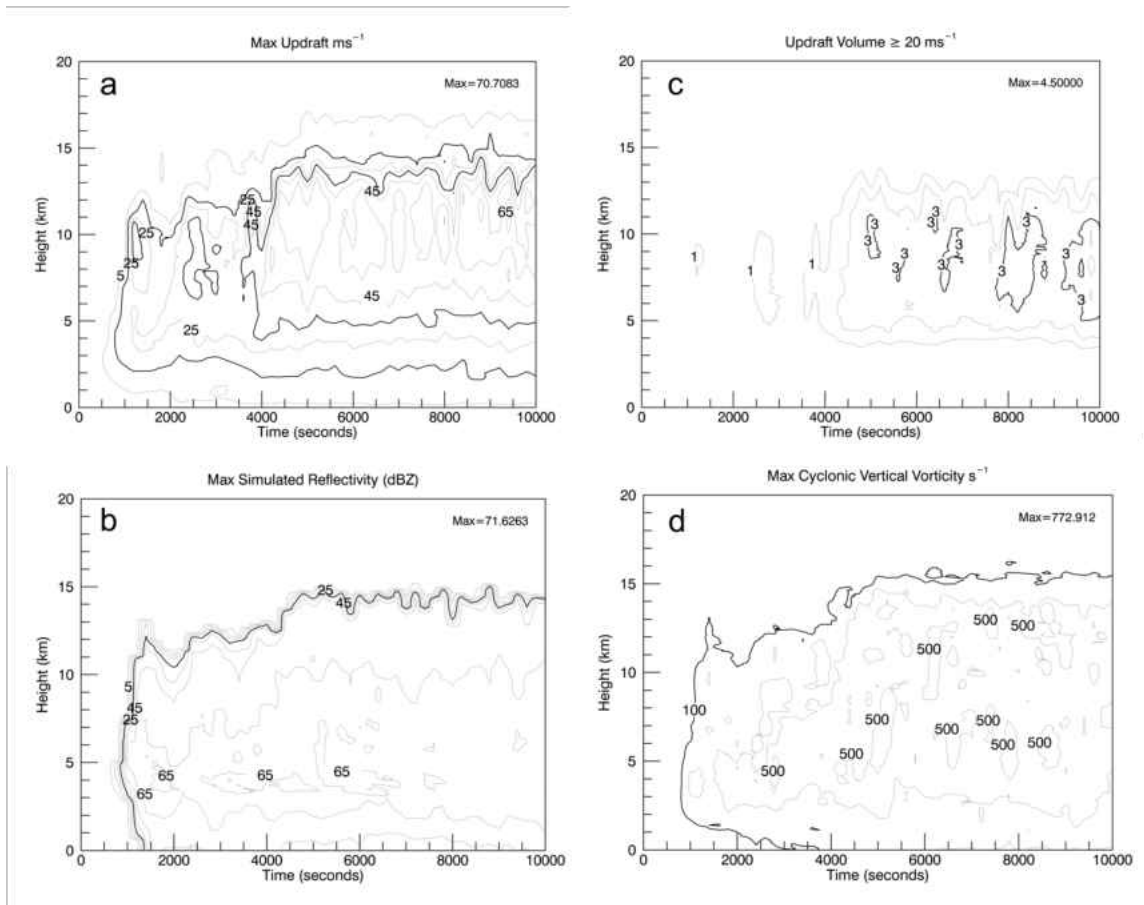 Max Updraft ms⁻¹
a
Max=70.7083
20
15
10
5
0
Height (km)
25
45
45
25
45
65
25
5
45
25
0 2000 4000 6000 8000 10000
Time (seconds)
Updraft Volume ≥ 20 ms⁻¹
c
Max=4.50000
20
15
10
5
0
Height (km)
1
1
1
3
3
3
3
3
3
3
3
3
3
3
3
0 2000 4000 6000 8000 10000
Time (seconds)
Max Simulated Reflectivity (dBZ)
b
Max=71.6263
20
15
10
5
0
Height (km)
25
45
5
45
25
65
65
65
65
0 2000 4000 6000 8000 10000
Time (seconds)
Max Cyclonic Vertical Vorticity s⁻¹
d
Max=772.912
20
15
10
5
0
Height (km)
100
500
500
500
500
500
500
500
500
500
500
0 2000 4000 6000 8000 10000
Time (seconds)